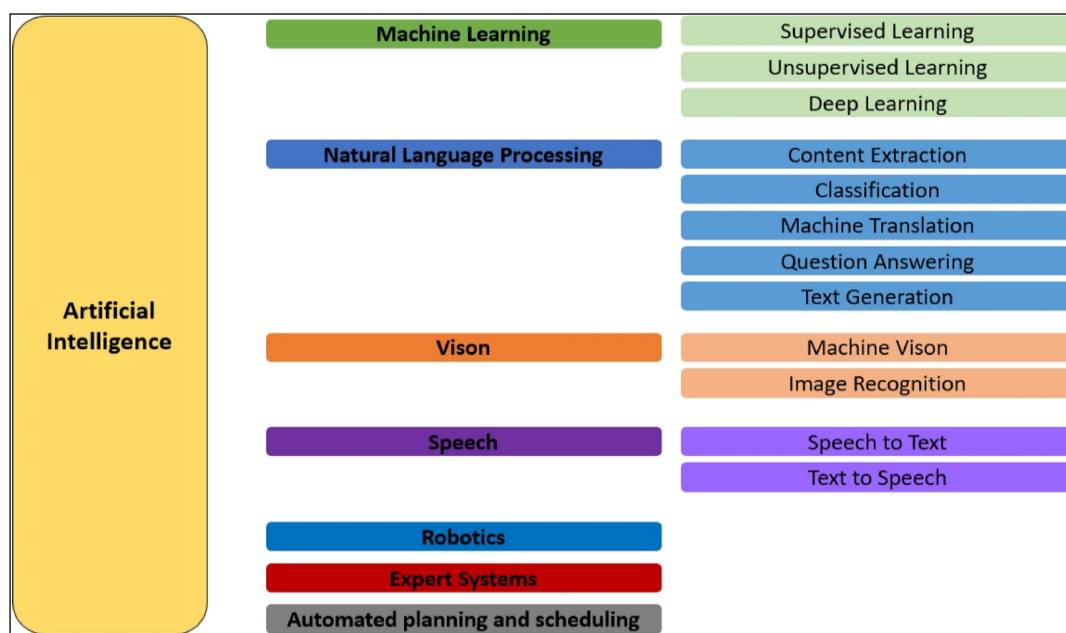 Artificial
Intelligence
Machine Learning
Supervised Learning
Unsupervised Learning
Deep Learning
Natural Language Processing
Content Extraction
Classification
Machine Translation
Question Answering
Text Generation
Vison
Machine Vison
Image Recognition
Speech
Speech to Text
Text to Speech
Robotics
Expert Systems
Automated planning and scheduling